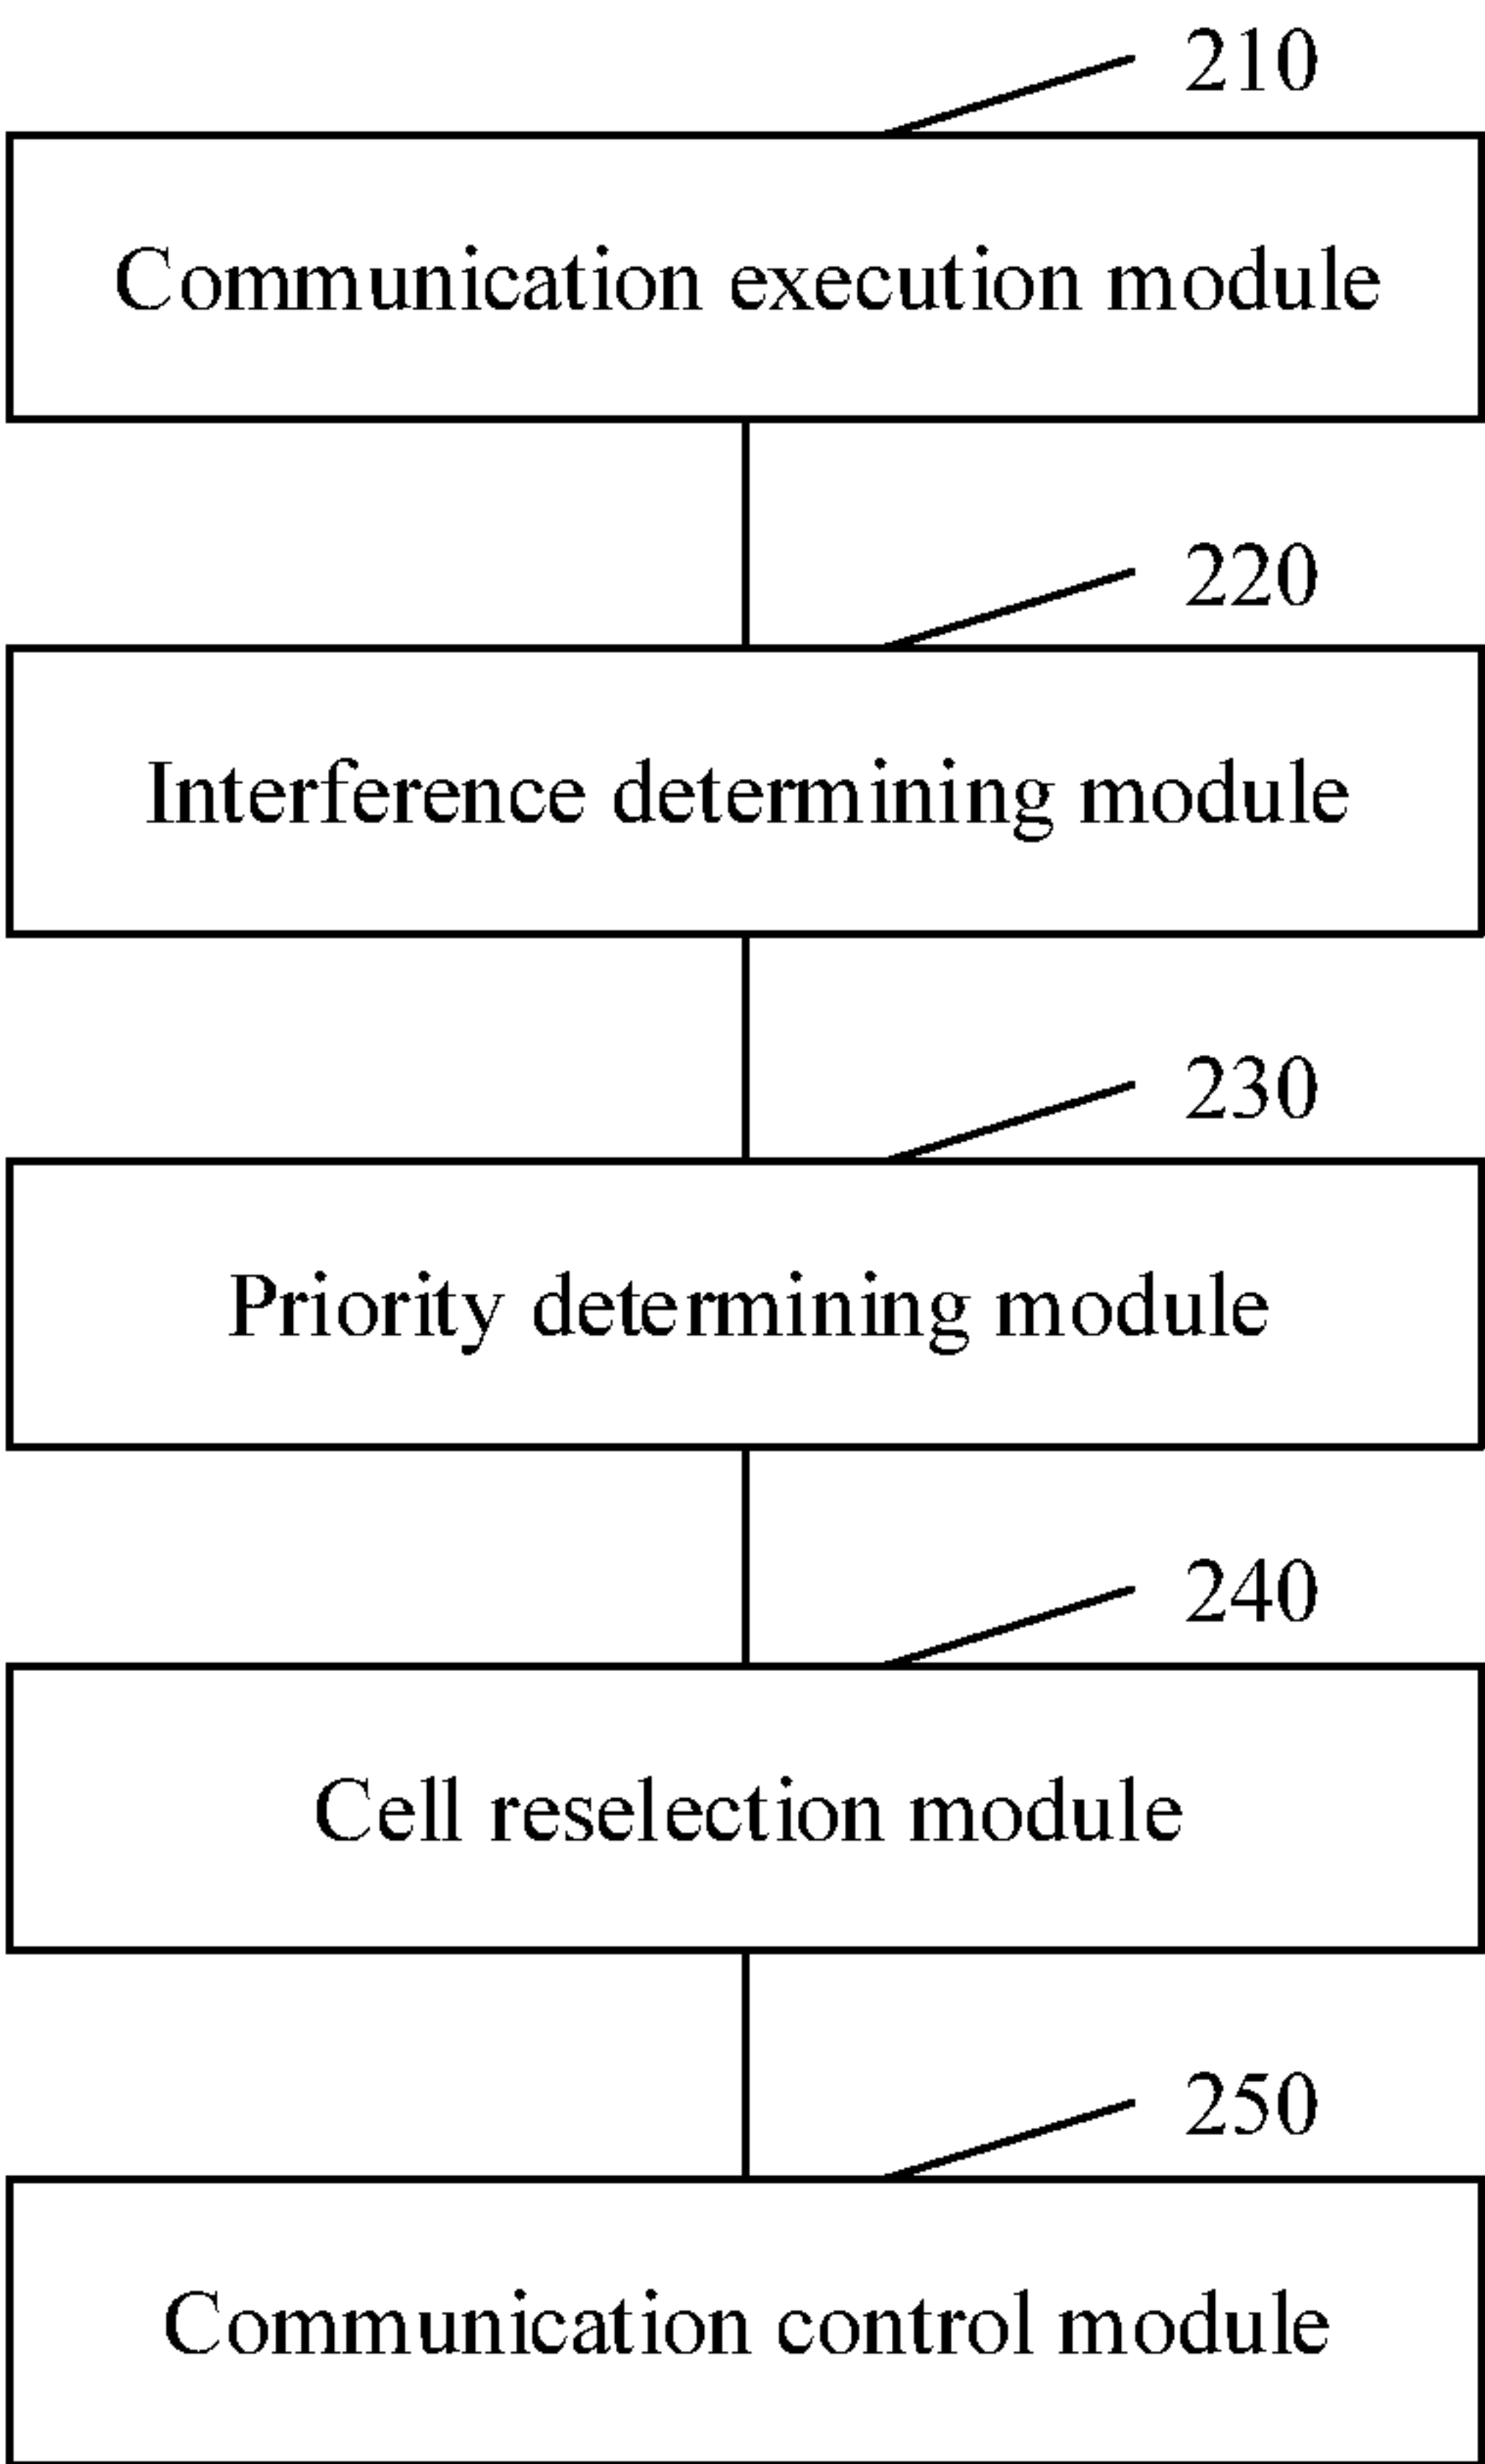 210
Communication execution module
220
Interference determining module
230
Priority determining module
240
Cell reselection module
250
Communication control module